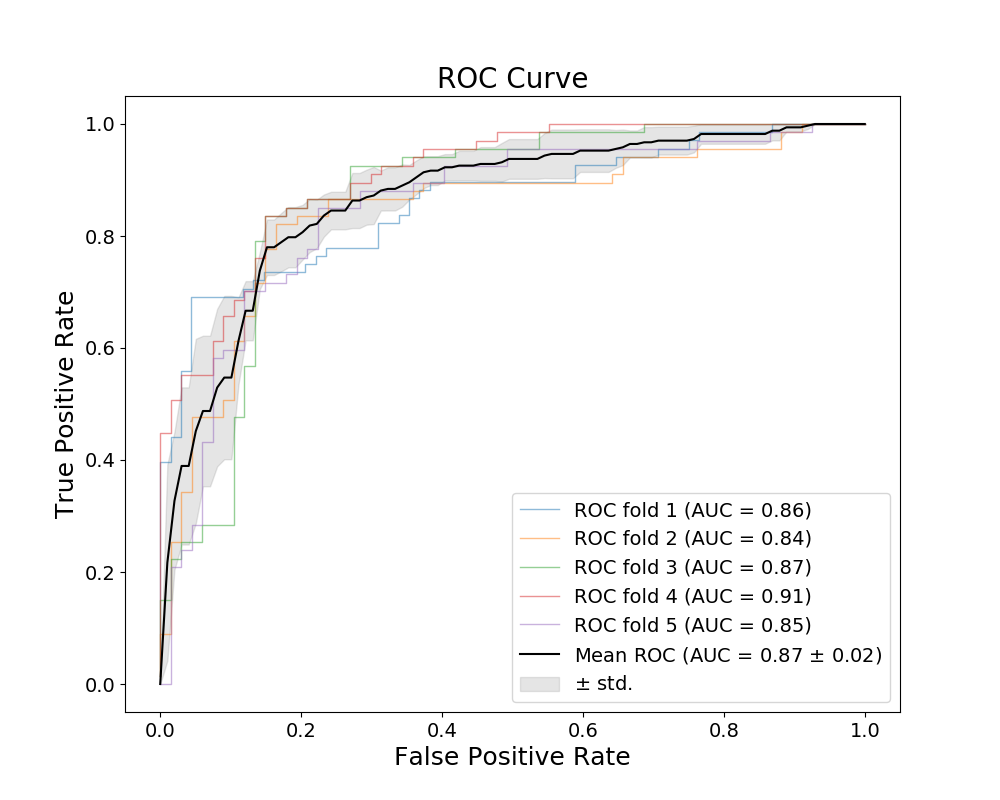 ROC Curve
1.0
0.8
0.6
0.4
0.2
0.0
True Positive Rate
ROC fold 1 (AUC = 0.86)
ROC fold 2 (AUC = 0.84)
ROC fold 3 (AUC = 0.87)
ROC fold 4 (AUC = 0.91)
ROC fold 5 (AUC = 0.85)
Mean ROC (AUC = 0.87 ± 0.02)
± std.
0.0 0.2 0.4 0.6 0.8 1.0
False Positive Rate